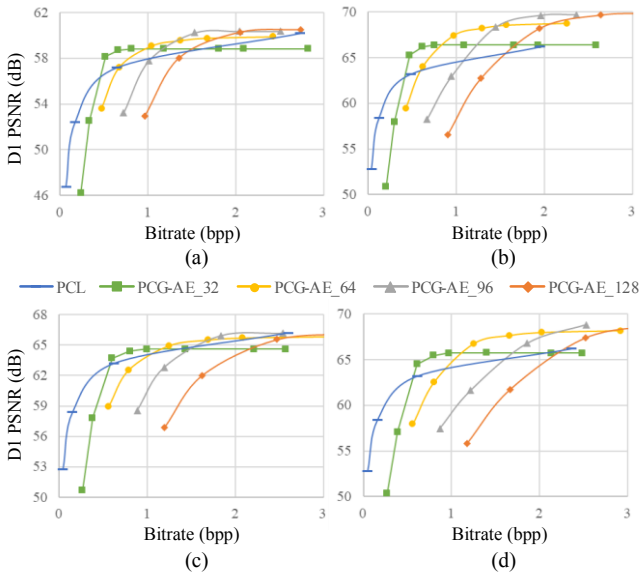 62
58
54
50
46
D1 PSNR (dB)
0
1
2
3
Bitrate (bpp)
(a)
70
65
60
55
50
0
1
2
3
Bitrate (bpp)
(b)
PCL
PCG-AE_32
PCG-AE_64
PCG-AE_96
PCG-AE_128
68
65
62
59
56
53
50
D1 PSNR (dB)
0
1
2
3
Bitrate (bpp)
(c)
70
65
60
55
50
0
1
2
3
Bitrate (bpp)
(d)